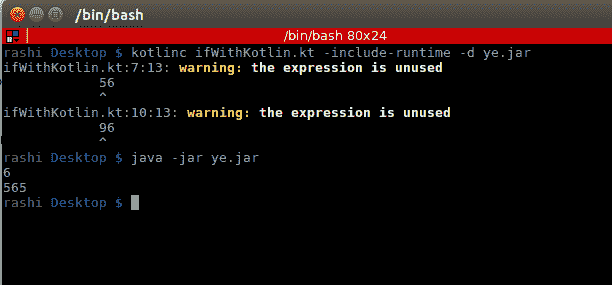 /bin/bash
/bin/bash 80x24
rashi Desktop $ kotlinc ifWithKotlin.kt -include-runtime -d ye.jar
ifWithKotlin.kt:7:13: warning: the expression is unused
            56
            ^
ifWithKotlin.kt:10:13: warning: the expression is unused
            96
            ^
rashi Desktop $ java -jar ye.jar
6
565
rashi Desktop $